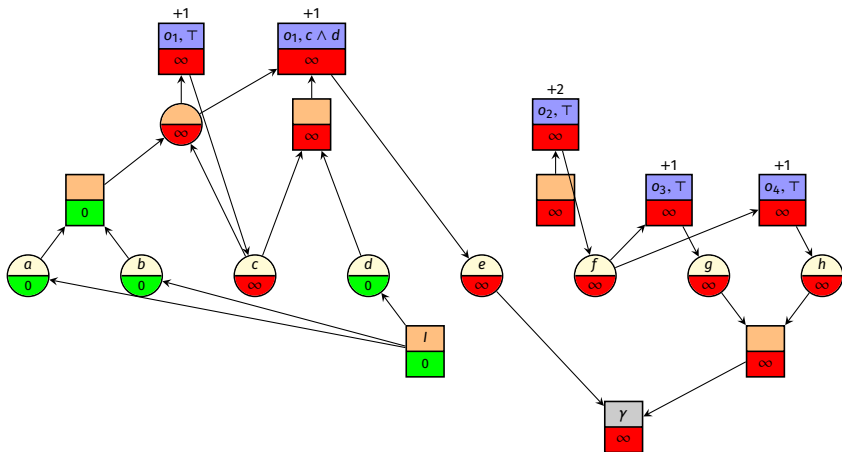 +1
+1
o₁, ⊤
o₁, c ∧ d
∞
∞
+2
o₂, ⊤
∞
∞
∞
+1
+1
o₃, ⊤
o₄, ⊤
0
∞
∞
∞
a
b
c
d
e
f
g
h
0
0
∞
0
∞
∞
∞
∞
I
0
∞
γ
∞